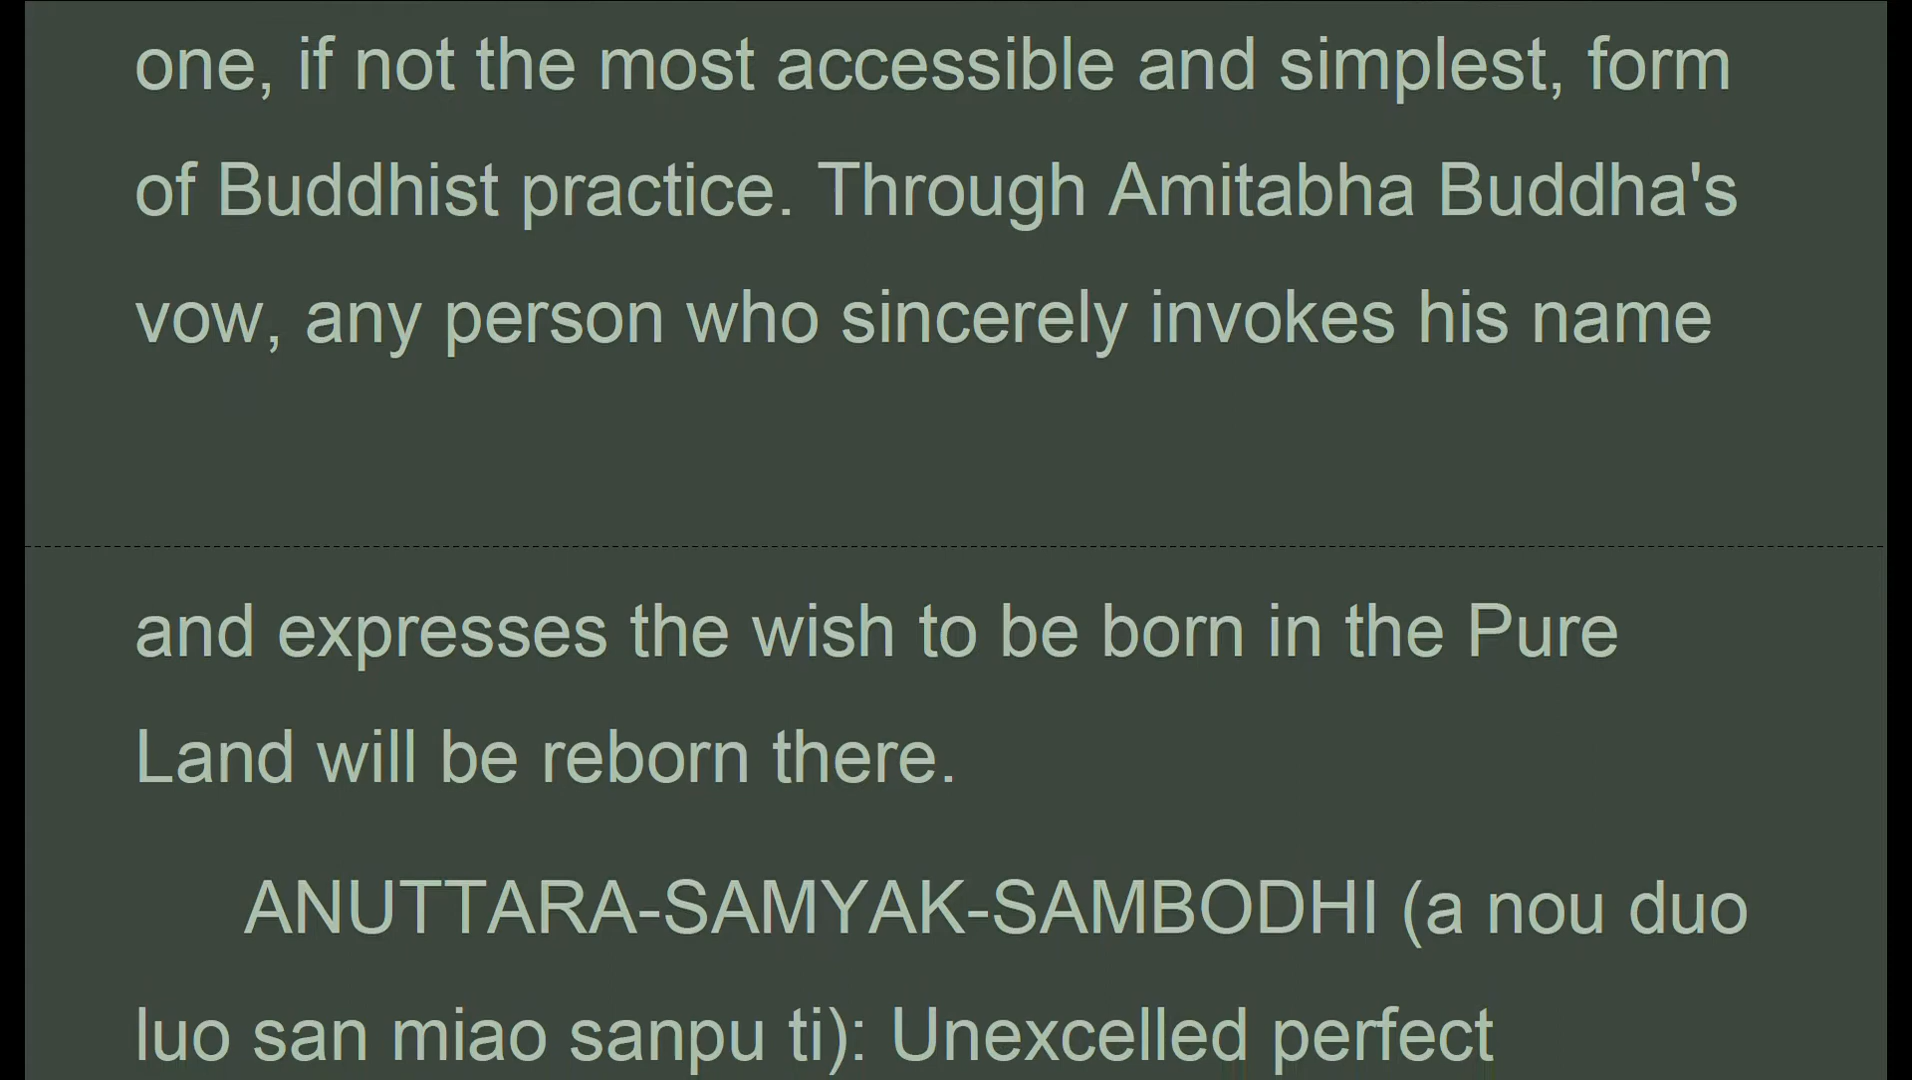 one, if not the most accessible and simplest, form
of Buddhist practice. Through Amitabha Buddha's
vow, any person who sincerely invokes his name
and expresses the wish to be born in the Pure
Land will be reborn there.
ANUTTARA-SAMYAK-SAMBODHI (a nou duo
luo san miao sanpu ti): Unexcelled perfect